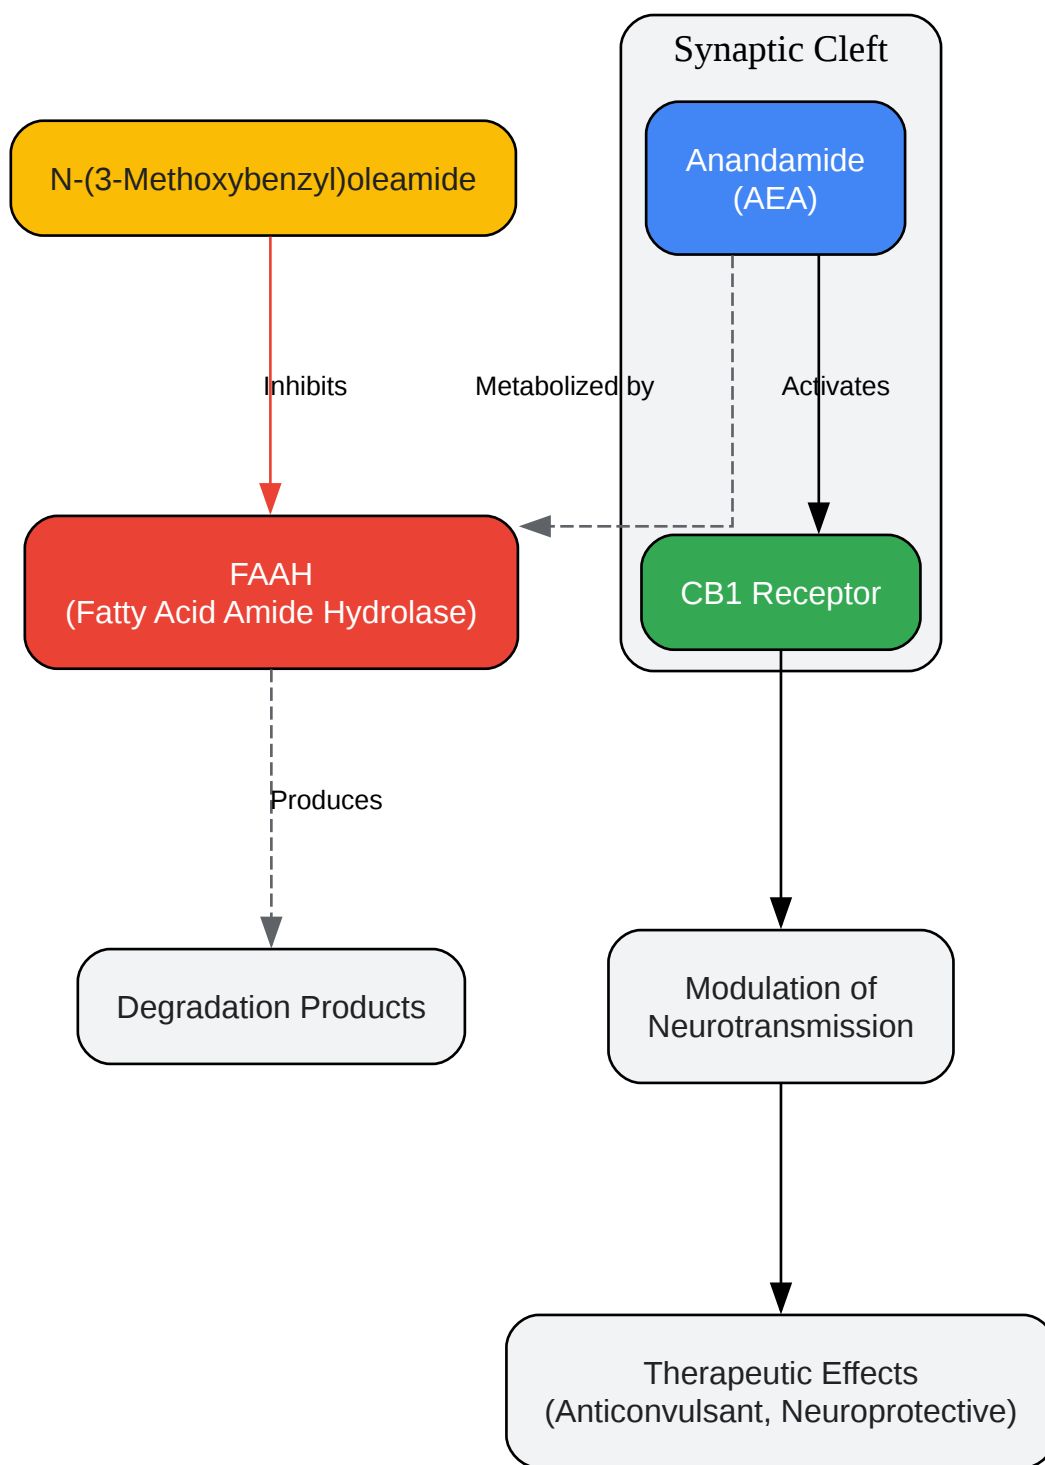 Synaptic Cleft
N-(3-Methoxybenzyl)oleamide
Anandamide
(AEA)
Inhibits
Metabolized by
Activates
FAAH
(Fatty Acid Amide Hydrolase)
CB1 Receptor
Produces
Degradation Products
Modulation of
Neurotransmission
Therapeutic Effects
(Anticonvulsant, Neuroprotective)